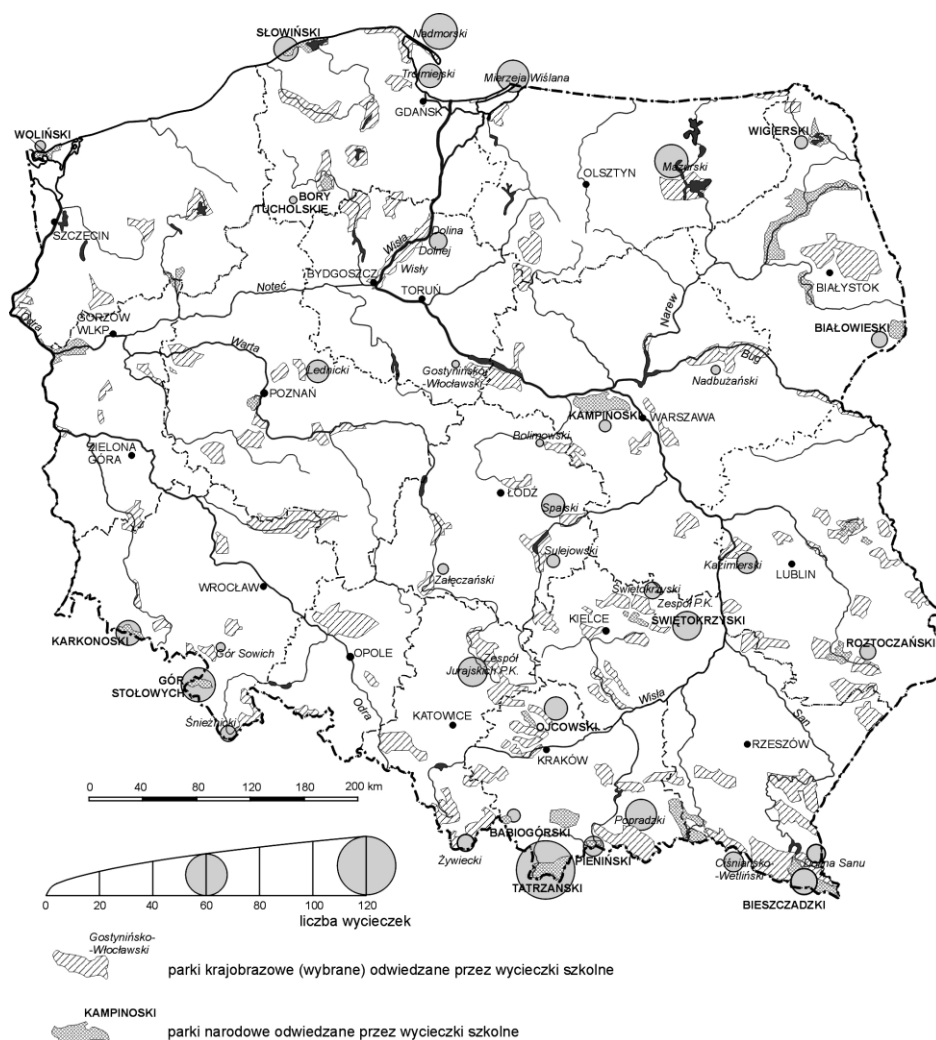 Nadmorski
SŁOWIŃSKI
Trójmiejski
Mierzeja Wiślana
GDAŃSK
WOLIŃSKI
WIGIERSKI
Mazurski
OLSZTYN
BORY
TUCHOLSKIE
SZCZECIN
Dolina
Wisła
Dolnej
Wisły
BYDGOSZCZ
BIAŁYSTOK
Noteć
TORUŃ
Narew
Odra
GORZÓW
WLKP
BIAŁOWIESKI
Warta
Bug
Lednicki
Gostynińsko-
-Włocławski
Nadbużański
POZNAŃ
KAMPINOSKI
WARSZAWA
Bolimowski
ZIELONA
GÓRA
ŁÓDŹ
Spalski
Sulejowski
Kazimierski
LUBLIN
Załęczański
WROCŁAW
Świętokrzyski
Zespół P.K.
KIELCE
ŚWIĘTOKRZYSKI
KARKONOSKI
Gór Sowich
ROZTOCZAŃSKI
OPOLE
Zespół
Jurajskich P.K.
GÓR
STOŁOWYCH
Odra
Wisła
San
Śnieżnicki
KATOWICE
OJCOWSKI
RZESZÓW
KRAKÓW
0 40 80 120 160 200 km
Popradzki
BABIOGÓRSKI
PIENIŃSKI
Żywiecki
Ciśniańsko-
-Wetliński
Dolina Sanu
TATRZAŃSKI
BIESZCZADZKI
0 20 40 60 80 100 120
liczba wycieczek
Gostynińsko-
-Włocławski
parki krajobrazowe (wybrane) odwiedzane przez wycieczki szkolne
KAMPINOSKI
parki narodowe odwiedzane przez wycieczki szkolne